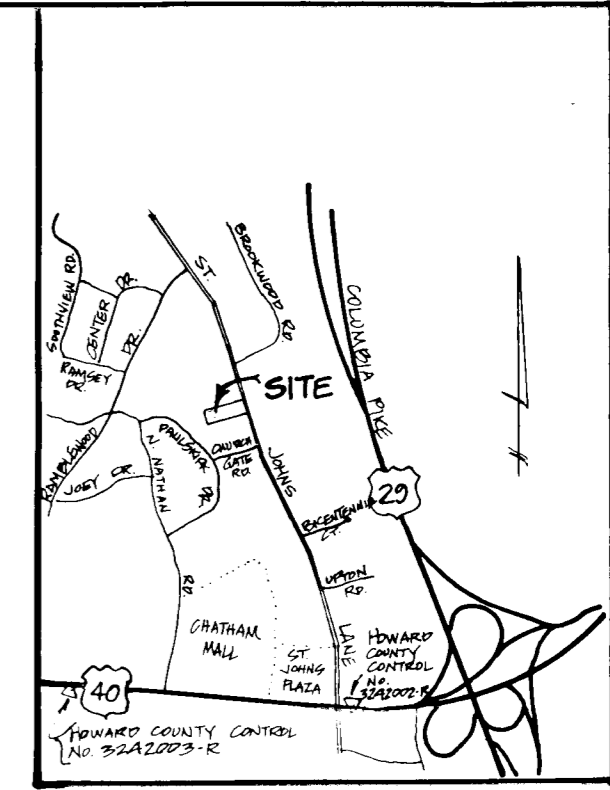 ST. JOHNS LANE
BROOKWOOD RD.
COLUMBIA PIKE
SOUTHVIEW RD.
CENTER DR.
RAMSEY DR.
RAMBLEWOOD DR.
SITE
PAULSKIRK DR.
CHURCH
GATE
RD.
N. NATHAN RD.
JOEY DR.
29
BICENTENNIAL
CT.
UPTON
RD.
CHATHAM
MALL
ST
JOHNS
PLAZA
HOWARD
COUNTY
CONTROL
NO.
32A2002-R
40
HOWARD COUNTY CONTROL
NO. 32A2003-R